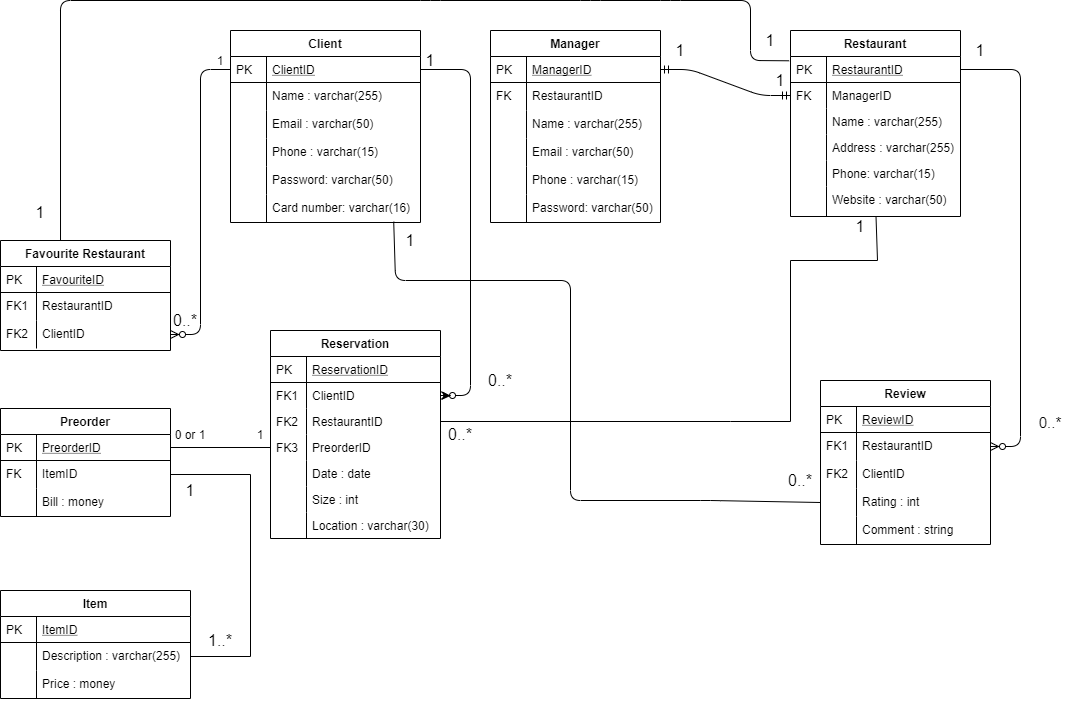 Client
PK ClientID
Name : varchar(255)
Email : varchar(50)
Phone : varchar(15)
Password: varchar(50)
Card number: varchar(16)
Manager
PK ManagerID
FK RestaurantID
Name : varchar(255)
Email : varchar(50)
Phone : varchar(15)
Password: varchar(50)
Restaurant
PK RestaurantID
FK ManagerID
Name : varchar(255)
Address : varchar(255)
Phone: varchar(15)
Website : varchar(50)
1
1
1
1
1
1
1
1
1
Favourite Restaurant
PK FavouriteID
FK1 RestaurantID
FK2 ClientID
0..*
Reservation
PK ReservationID
FK1 ClientID
FK2 RestaurantID
FK3 PreorderID
Date : date
Size : int
Location : varchar(30)
0..*
0..*
Review
PK ReviewID
FK1 RestaurantID
FK2 ClientID
Rating : int
Comment : string
0..*
0..*
Preorder
PK PreorderID
FK ItemID
Bill : money
0 or 1
1
1
Item
PK ItemID
Description : varchar(255)
Price : money
1..*